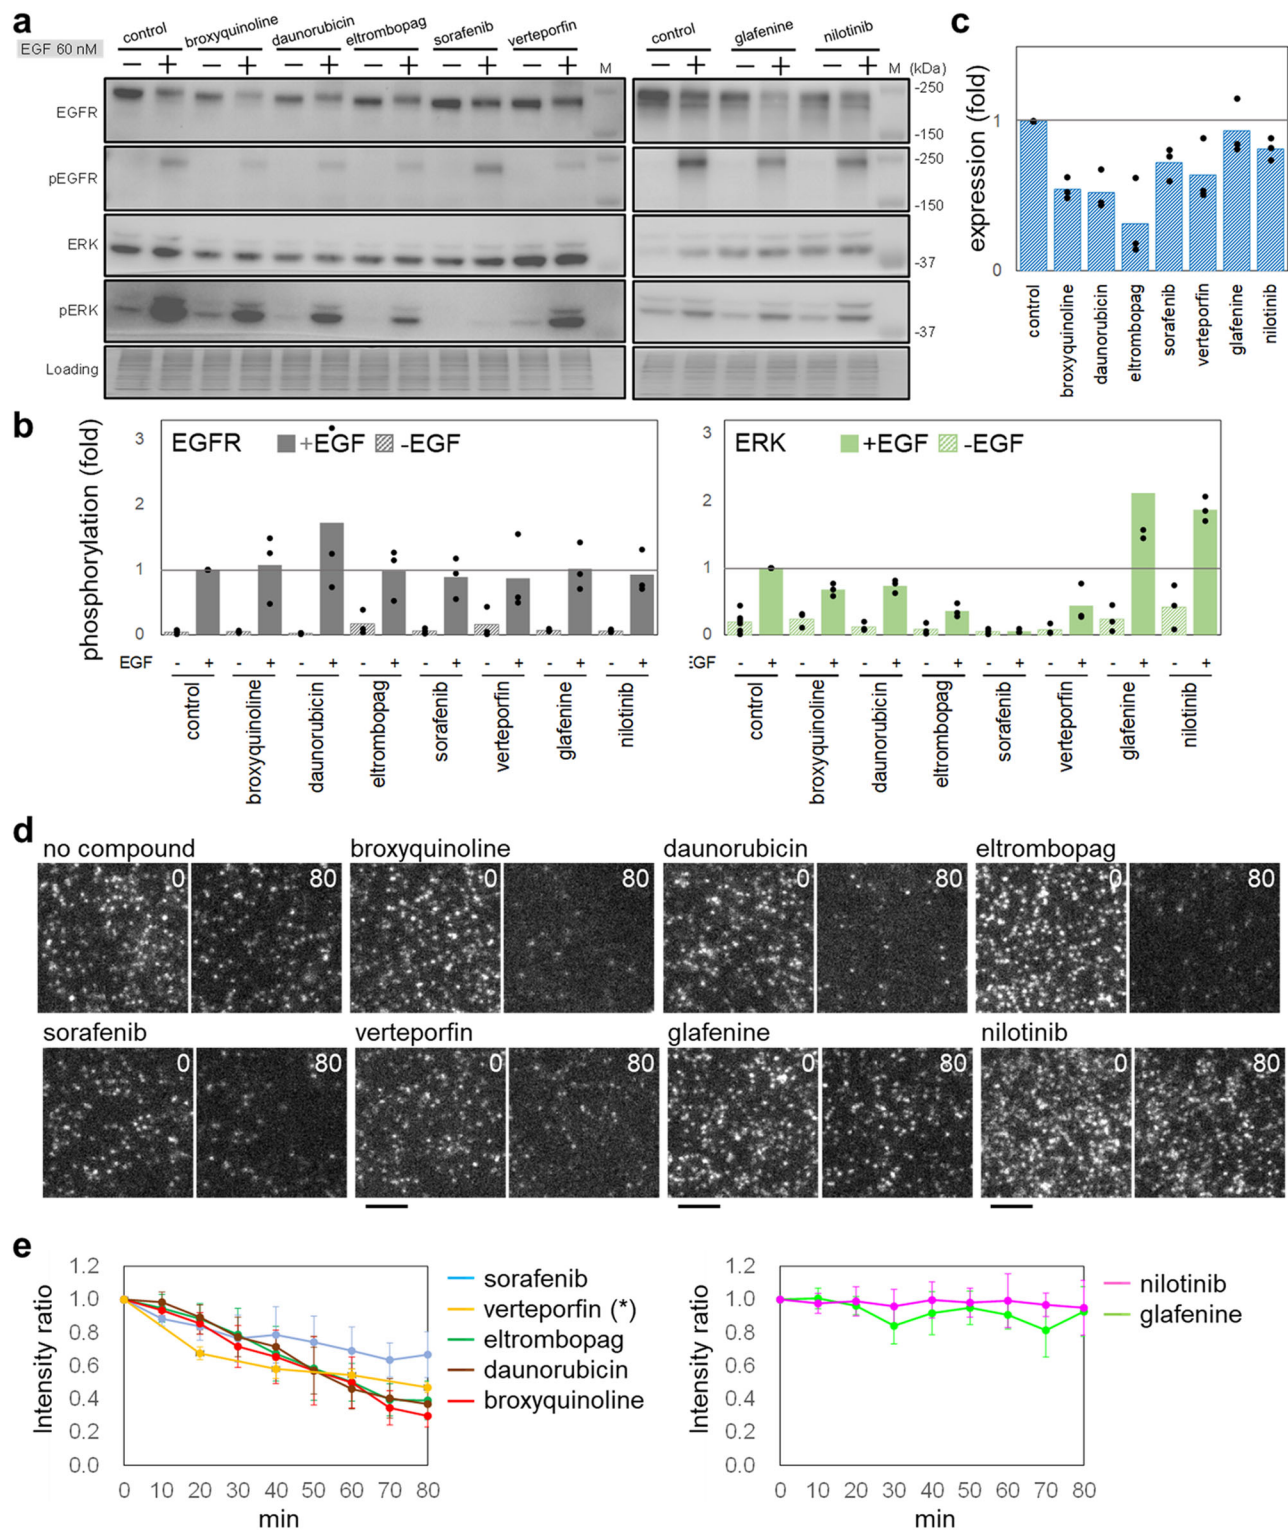 a
EGF 60 nM
control broxyquinoline daunorubicin eltrombopag sorafenib verteporfin
− + − + − + − + − + − + M
EGFR
pEGFR
ERK
pERK
Loading
control glafenine nilotinib
− + − + − + M (kDa)
-250
-150
-250
-150
-37
-37
c
expression (fold)
1
0
control
broxyquinoline
daunorubicin
eltrombopag
sorafenib
verteporfin
glafenine
nilotinib
b
phosphorylation (fold)
EGFR +EGF -EGF
3
2
1
0
EGF - + - + - + - + - + - + - + - +
control
broxyquinoline
daunorubicin
eltrombopag
sorafenib
verteporfin
glafenine
nilotinib
ERK +EGF -EGF
3
2
1
0
EGF - + - + - + - + - + - + - + - +
control
broxyquinoline
daunorubicin
eltrombopag
sorafenib
verteporfin
glafenine
nilotinib
d
no compound broxyquinoline daunorubicin eltrombopag
0 80 0 80 0 80 0 80
sorafenib verteporfin glafenine nilotinib
0 80 0 80 0 80 0 80
e
Intensity ratio
1.2
1.0
0.8
0.6
0.4
0.2
0.0
0 10 20 30 40 50 60 70 80
min
sorafenib
verteporfin (*)
eltrombopag
daunorubicin
broxyquinoline
Intensity ratio
1.2
1.0
0.8
0.6
0.4
0.2
0.0
0 10 20 30 40 50 60 70 80
min
nilotinib
glafenine